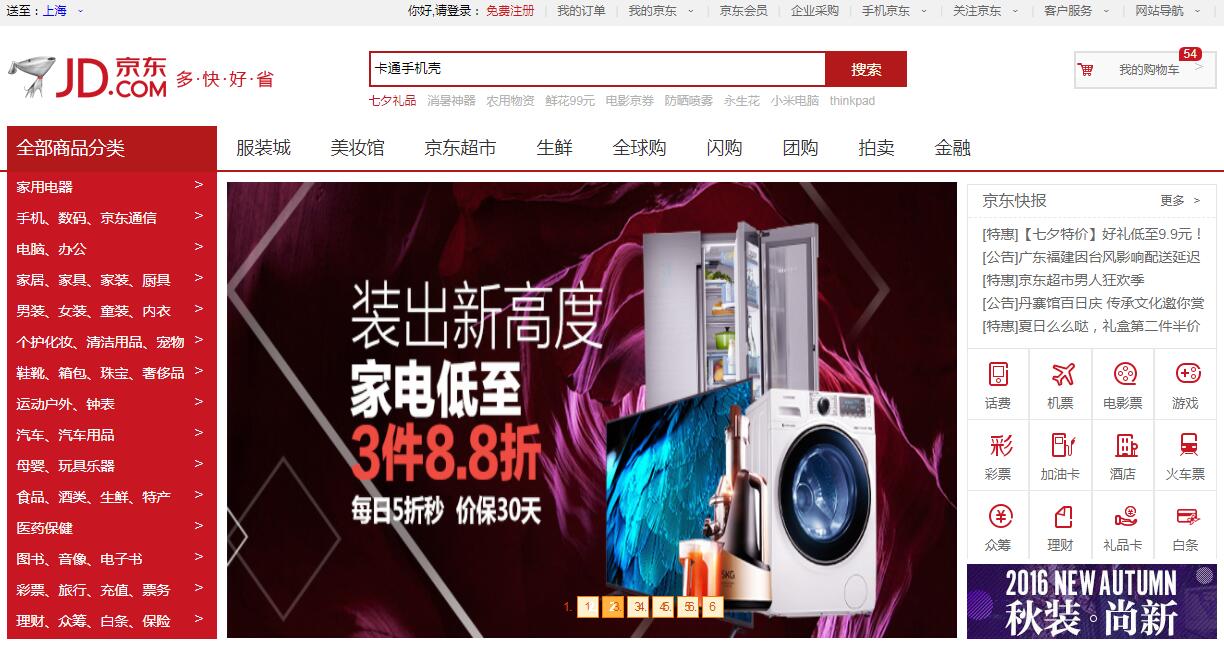 送至：上海
你好,请登录： 免费注册 我的订单 我的京东 京东会员 企业采购 手机京东 关注京东 客户服务 网站导航
JD.COM 京东
多·快·好·省
卡通手机壳 搜索
54
我的购物车 >
七夕礼品 消暑神器 农用物资 鲜花99元 电影京券 防晒喷雾 永生花 小米电脑 thinkpad
全部商品分类 服装城 美妆馆 京东超市 生鲜 全球购 闪购 团购 拍卖 金融
家用电器 >
手机、数码、京东通信 >
电脑、办公 >
家居、家具、家装、厨具 >
男装、女装、童装、内衣 >
个护化妆、清洁用品、宠物 >
鞋靴、箱包、珠宝、奢侈品 >
运动户外、钟表 >
汽车、汽车用品 >
母婴、玩具乐器 >
食品、酒类、生鲜、特产 >
医药保健 >
图书、音像、电子书 >
彩票、旅行、充值、票务 >
理财、众筹、白条、保险 >
装出新高度
家电低至
3件8.8折
每日5折秒 价保30天
5KG
1. 1 3. 34. 45. 56. 6
京东快报 更多 >
[特惠]【七夕特价】好礼低至9.9元！
[公告]广东福建因台风影响配送延迟
[特惠]京东超市男人狂欢季
[公告]丹寨馆百日庆 传承文化邀你赏
[特惠]夏日么么哒，礼盒第二件半价
话费 机票 电影票 游戏
彩
彩票 加油卡 酒店 火车票
众筹 理财 礼品卡 白条
2016 NEW AUTUMN
秋装。尚新